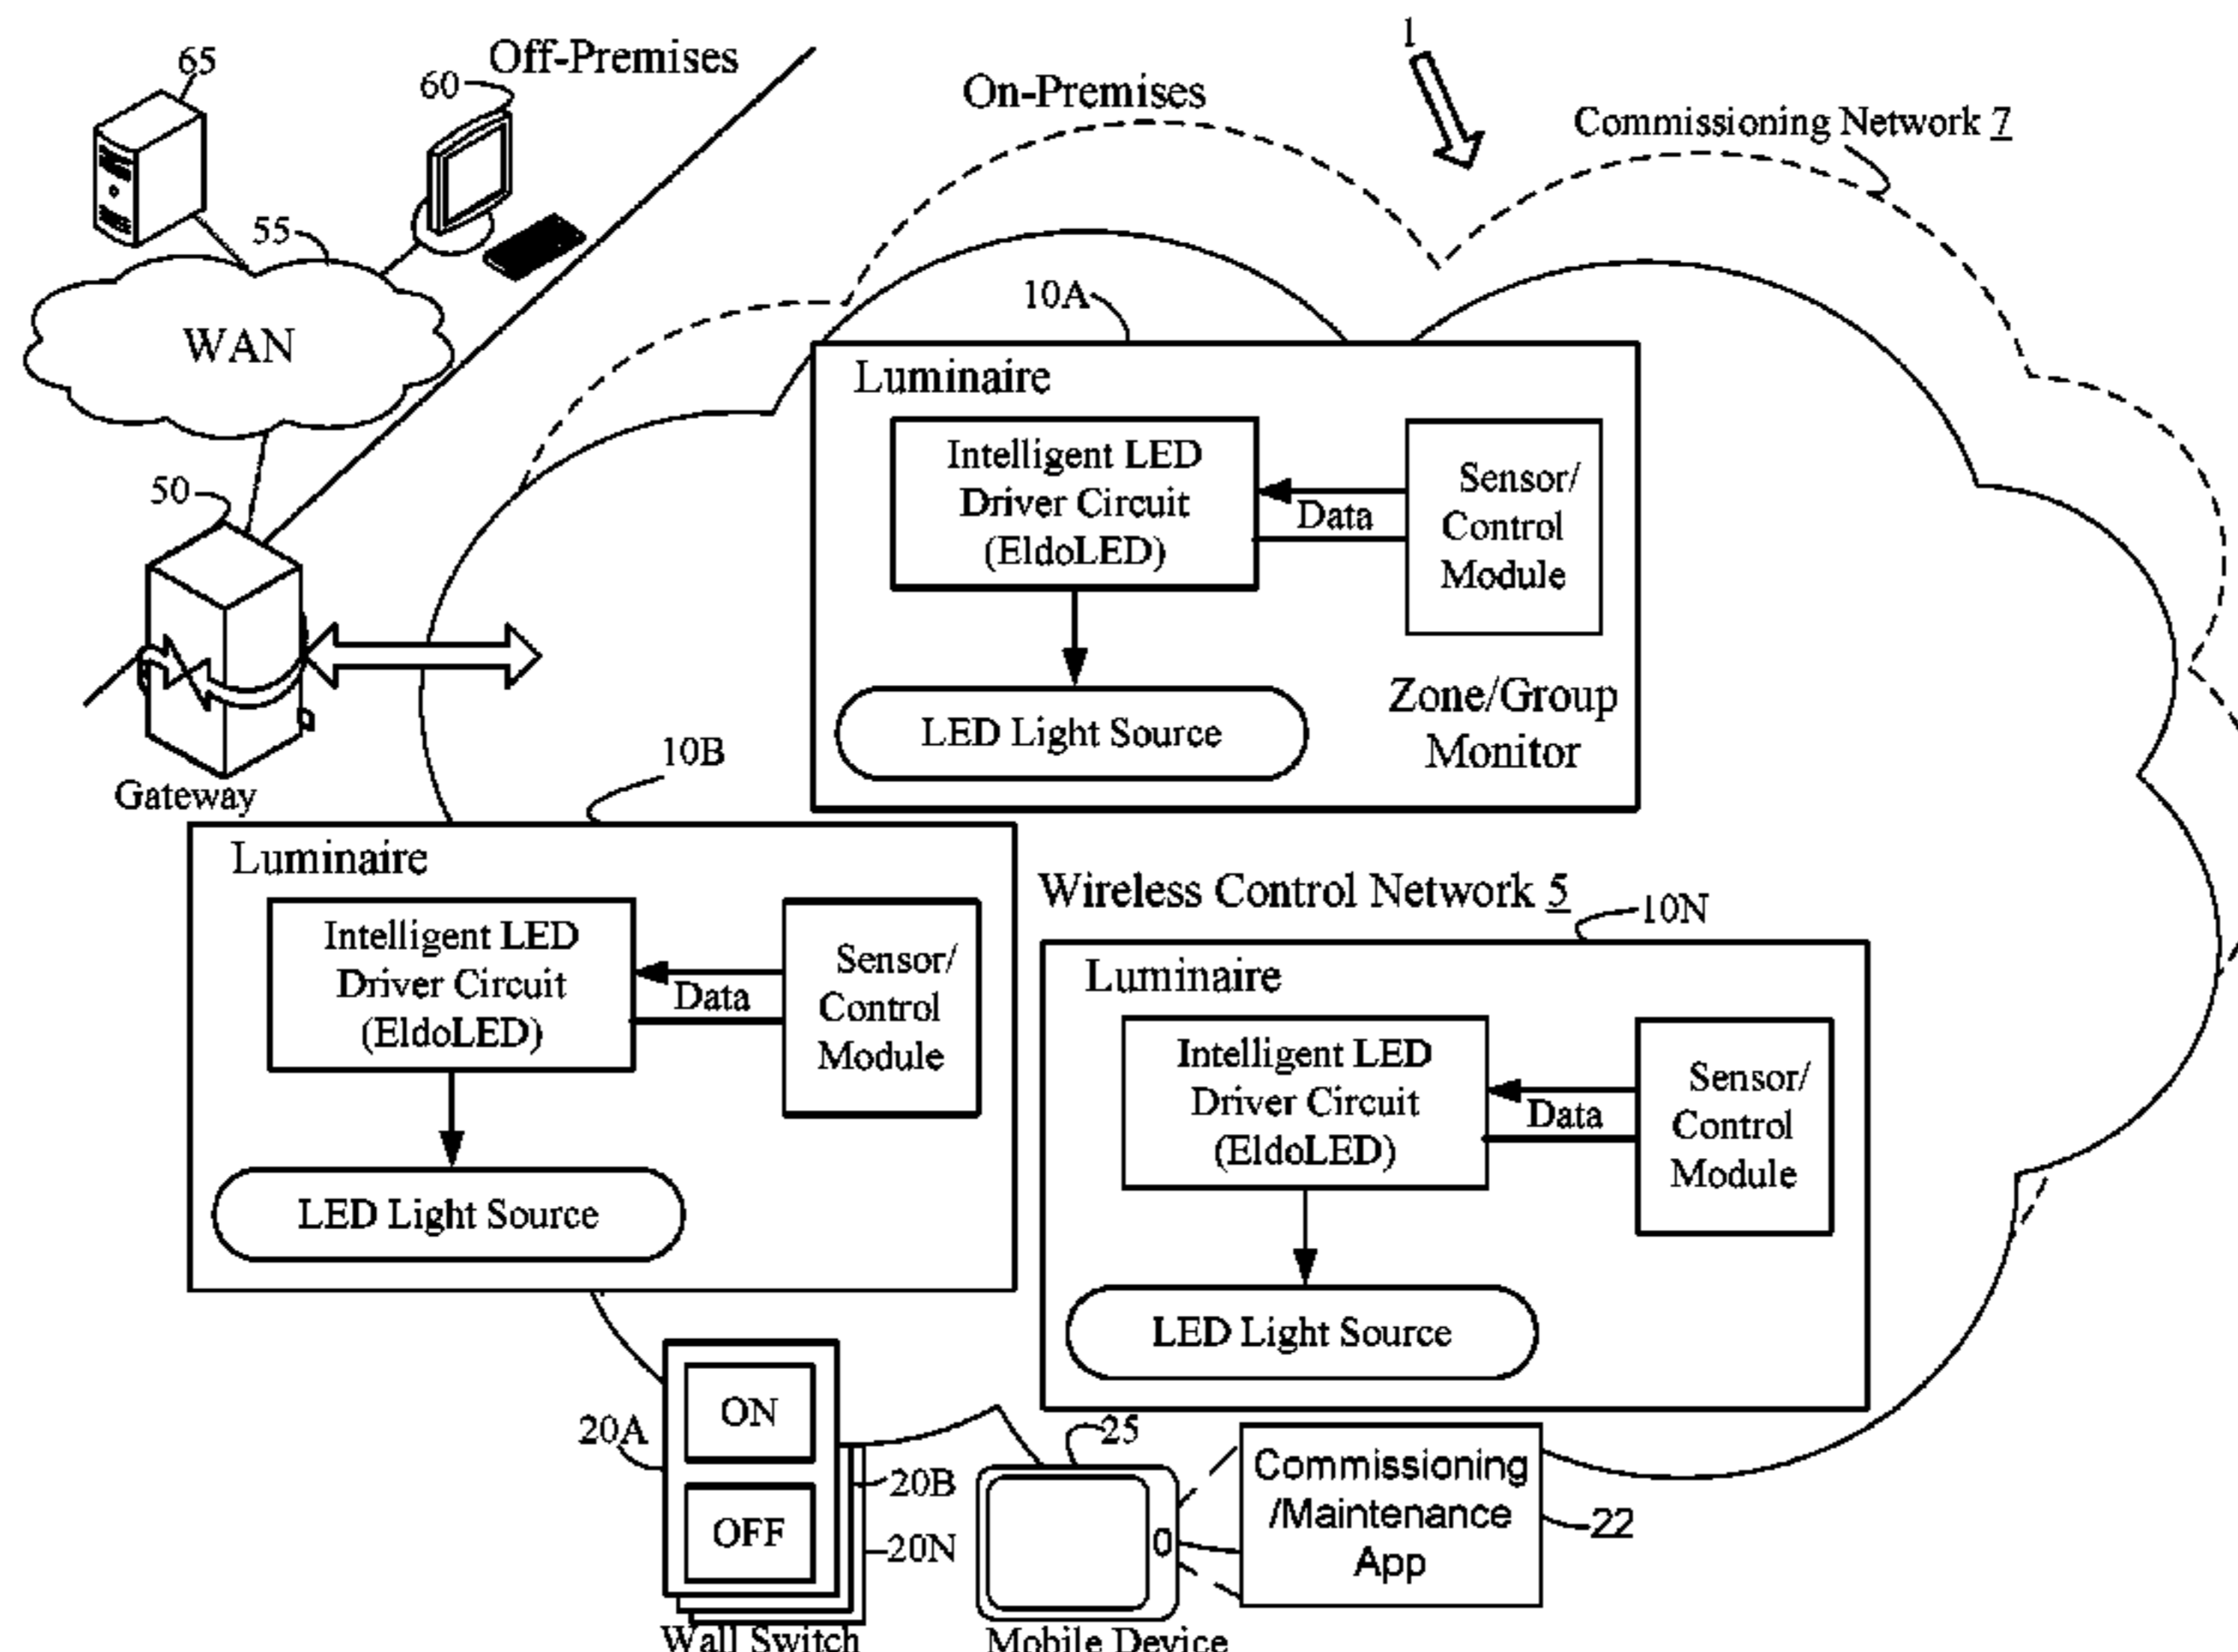 65
60
Off-Premises
On-Premises
1
Commissioning Network 7
55
WAN
50
Gateway
10A
Luminaire
Intelligent LED
Driver Circuit
(EldoLED)
Data
Sensor/
Control
Module
LED Light Source
Zone/Group
Monitor
10B
Luminaire
Intelligent LED
Driver Circuit
(EldoLED)
Data
Sensor/
Control
Module
LED Light Source
Wireless Control Network 5
10N
Luminaire
Intelligent LED
Driver Circuit
(EldoLED)
Data
Sensor/
Control
Module
LED Light Source
20A
ON
OFF
20B
20N
Wall Switch
25
Mobile Device
Commissioning
/Maintenance
App
22